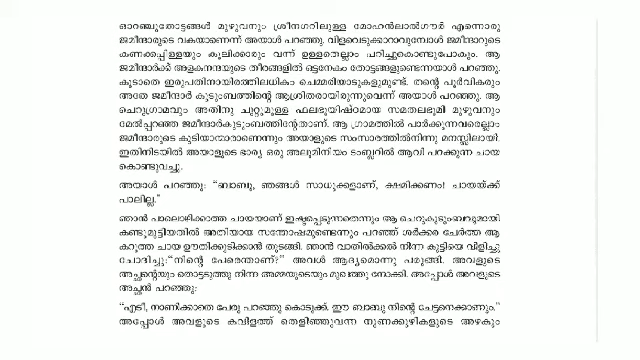 ഓറഞ്ചുതോട്ടങ്ങൾ മുഴുവനും ശ്രീനഗറിലുള്ള മോഹൻലാൽഗൗർ എന്നൊരു
ജമീന്ദാരുടെ വകയാണെന്ന് അയാൾ പറഞ്ഞു. വിളവെടുക്കാറാവുമ്പോൾ ജമീന്ദാറുടെ
കണക്കപ്പിള്ളയും കൂലിക്കാരും വന്ന് ഉള്ളതെല്ലാം പറിച്ചുകൊണ്ടുപോകും. ആ
ജമീന്ദാർക്ക് അളകനന്ദയുടെ തീരങ്ങളിൽ ഒട്ടനേകം തോട്ടങ്ങളുണ്ടെന്നയാൾ പറഞ്ഞു.
കൂടാതെ ഇരുപതിനായിരത്തിലധികം ചെമ്മരിയാടുകളുമുണ്ട്. തന്റെ പൂർവികരും
അതേ ജമീന്ദാർ കുടുംബത്തിന്റെ ആശ്രിതരായിരുന്നുവെന്ന് അയാൾ പറഞ്ഞു. ആ
ചെറുഗ്രാമവും അതിനു ചുറ്റുമുള്ള ഫലഭൂയിഷ്ഠമായ സമതലഭൂമി മുഴുവനും
മേൽപ്പറഞ്ഞ ജമീന്ദാർകുടുംബത്തിന്റേതാണ്. ആ ഗ്രാമത്തിൽ പാർക്കുന്നവരെല്ലാം
ജമീന്ദാരുടെ കുടിയാന്മാരാണെന്നും അയാളുടെ സംസാരത്തിൽനിന്നു മനസ്സിലായി.
ഇതിനിടയിൽ അയാളുടെ ഭാര്യ ഒരു അലൂമിനിയം ടംബ്ലറിൽ ആവി പറക്കുന്ന ചായ
കൊണ്ടുവച്ചു.
അയാൾ പറഞ്ഞു: “ബാബു, ഞങ്ങൾ സാധുക്കളാണ്, ക്ഷമിക്കണം! ചായയ്ക്ക്
പാലില്ല.”
ഞാൻ പാലൊഴിക്കാത്ത ചായയാണ് ഇഷ്ടപ്പെടുന്നതെന്നും ആ ചെറുകുടുംബവുമായി
കണ്ടുമുട്ടിയതിൽ അതിയായ സന്തോഷമുണ്ടെന്നും പറഞ്ഞ് ശർക്കര ചേർത്ത ആ
കറുത്ത ചായ ഊതിക്കുടിക്കാൻ തുടങ്ങി. ഞാൻ വാതിൽക്കൽ നിന്ന കുട്ടിയെ വിളിച്ചു
ചോദിച്ചു:“നിന്റെ പേരെന്താണ്?” അവൾ ആദ്യമൊന്നു പരുങ്ങി. അവളുടെ
അച്ഛന്റെയും തൊട്ടടുത്തു നിന്ന അമ്മയുടെയും മുഖത്തു നോക്കി. അപ്പോൾ അവളുടെ
അച്ഛൻ പറഞ്ഞു:
“എടീ, നാണിക്കാതെ പേരു പറഞ്ഞു കൊടുക്ക്. ഈ ബാബു നിന്റെ ചേട്ടനെക്കാണും.”
അപ്പോൾ അവളുടെ കവിളത്ത് തെളിഞ്ഞുവന്ന നുണക്കുഴികളുടെ അഴകും